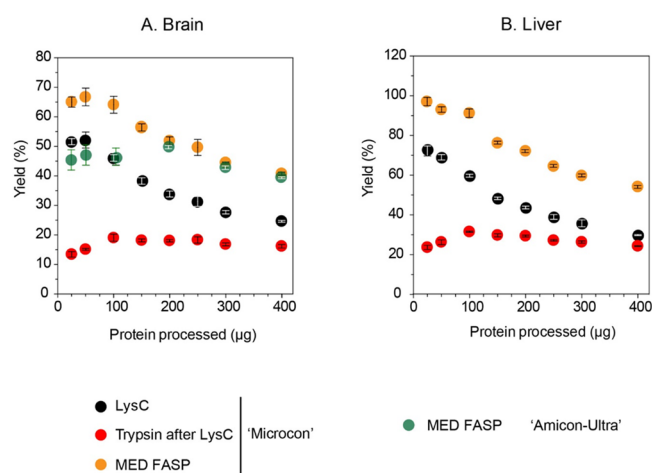 A. Brain
B. Liver
80
70
60
50
40
30
20
10
0
Yield (%)
0
100
200
300
400
Protein processed (µg)
120
100
80
60
40
20
0
Yield (%)
0
100
200
300
400
Protein processed (µg)
LysC
Trypsin after LysC
MED FASP
'Microcon'
MED FASP
'Amicon-Ultra'